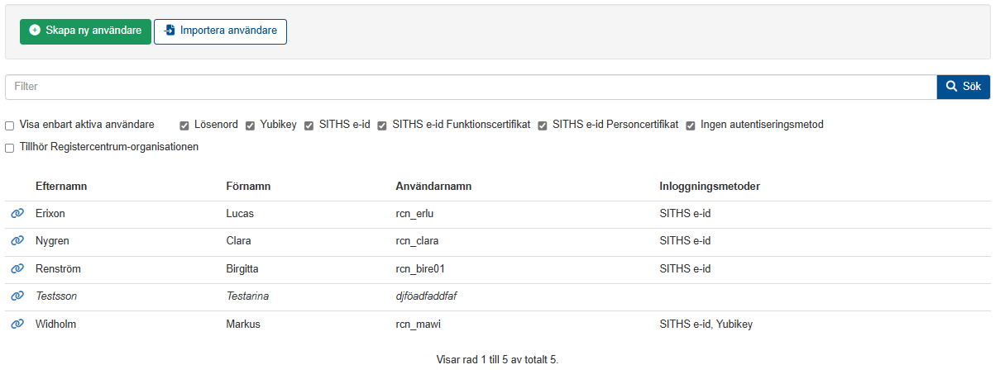 Skapa ny användare Importera användare
Filter Sök
Visa enbart aktiva användare Lösenord Yubikey SITHS e-id SITHS e-id Funktionscertifikat SITHS e-id Personcertifikat Ingen autentiseringsmetod
Tillhör Registercentrum-organisationen
Efternamn Förnamn Användarnamn Inloggningsmetoder
Erixon Lucas rcn_erlu SITHS e-id
Nygren Clara rcn_clara SITHS e-id
Renström Birgitta rcn_bire01 SITHS e-id
Testsson Testarina djföadfaddfaf
Widholm Markus rcn_mawi SITHS e-id, Yubikey
Visar rad 1 till 5 av totalt 5.